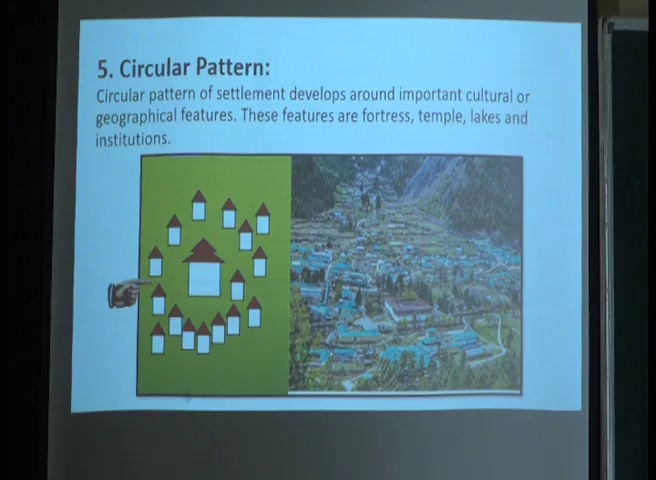 5. Circular Pattern:
Circular pattern of settlement develops around important cultural or
geographical features. These features are fortress, temple, lakes and
institutions.